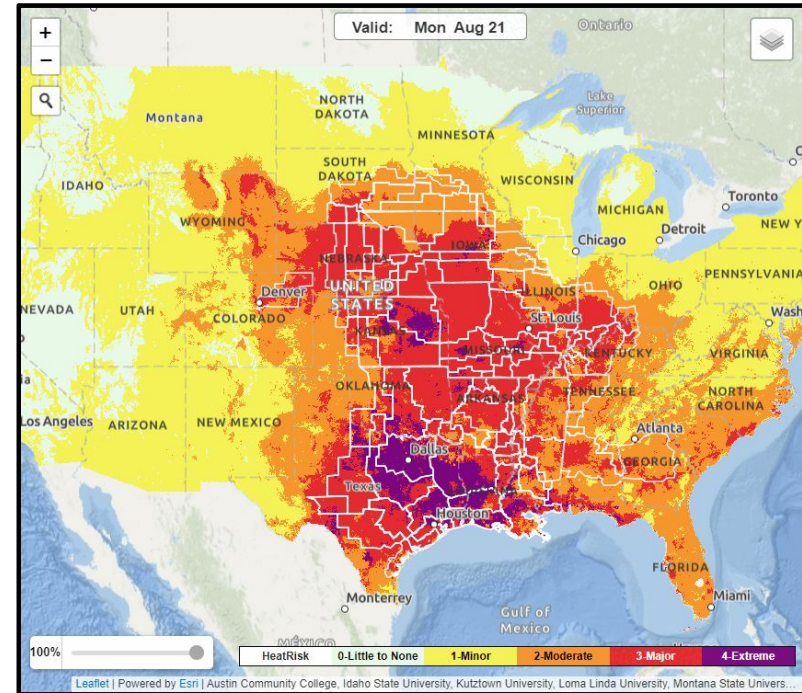 +
Valid: Mon Aug 21
−
Ontario
Lake
Superior
NORTH
DAKOTA
Montana
MINNESOTA
SOUTH
DAKOTA
WISCONSIN
IDAHO
MICHIGAN
Toronto
WYOMING
Detroit
NEW Y
Chicago
IOWA
NEBRASKA
PENNSYLVANIA
OHIO
UNITED
STATES
ILLINOIS
Denver
NEVADA
UTAH
COLORADO
St. Louis
Wash
KANSAS
MISSOURI
KENTUCKY
VIRGINIA
OKLAHOMA
TENNESSEE
NORTH
CAROLINA
ARKANSAS
Los Angeles
ARIZONA
NEW MEXICO
Atlanta
Dallas
GEORGIA
Texas
Houston
FLORIDA
Monterrey
Miami
Gulf of
Mexico
MÉXICO
100%
HeatRisk 0-Little to None 1-Minor 2-Moderate 3-Major 4-Extreme
Leaflet | Powered by Esri | Austin Community College, Idaho State University, Kutztown University, Loma Linda University, Montana State Univers...